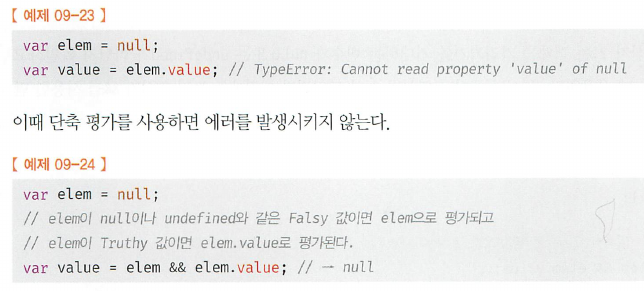 【 예제 09-23 】
var elem = null;
var value = elem.value; // TypeError: Cannot read property 'value' of null
이때 단축 평가를 사용하면 에러를 발생시키지 않는다.
【 예제 09-24 】
var elem = null;
// elem이 null이나 undefined와 같은 Falsy 값이면 elem으로 평가되고
// elem이 Truthy 값이면 elem.value로 평가된다.
var value = elem && elem.value; // → null